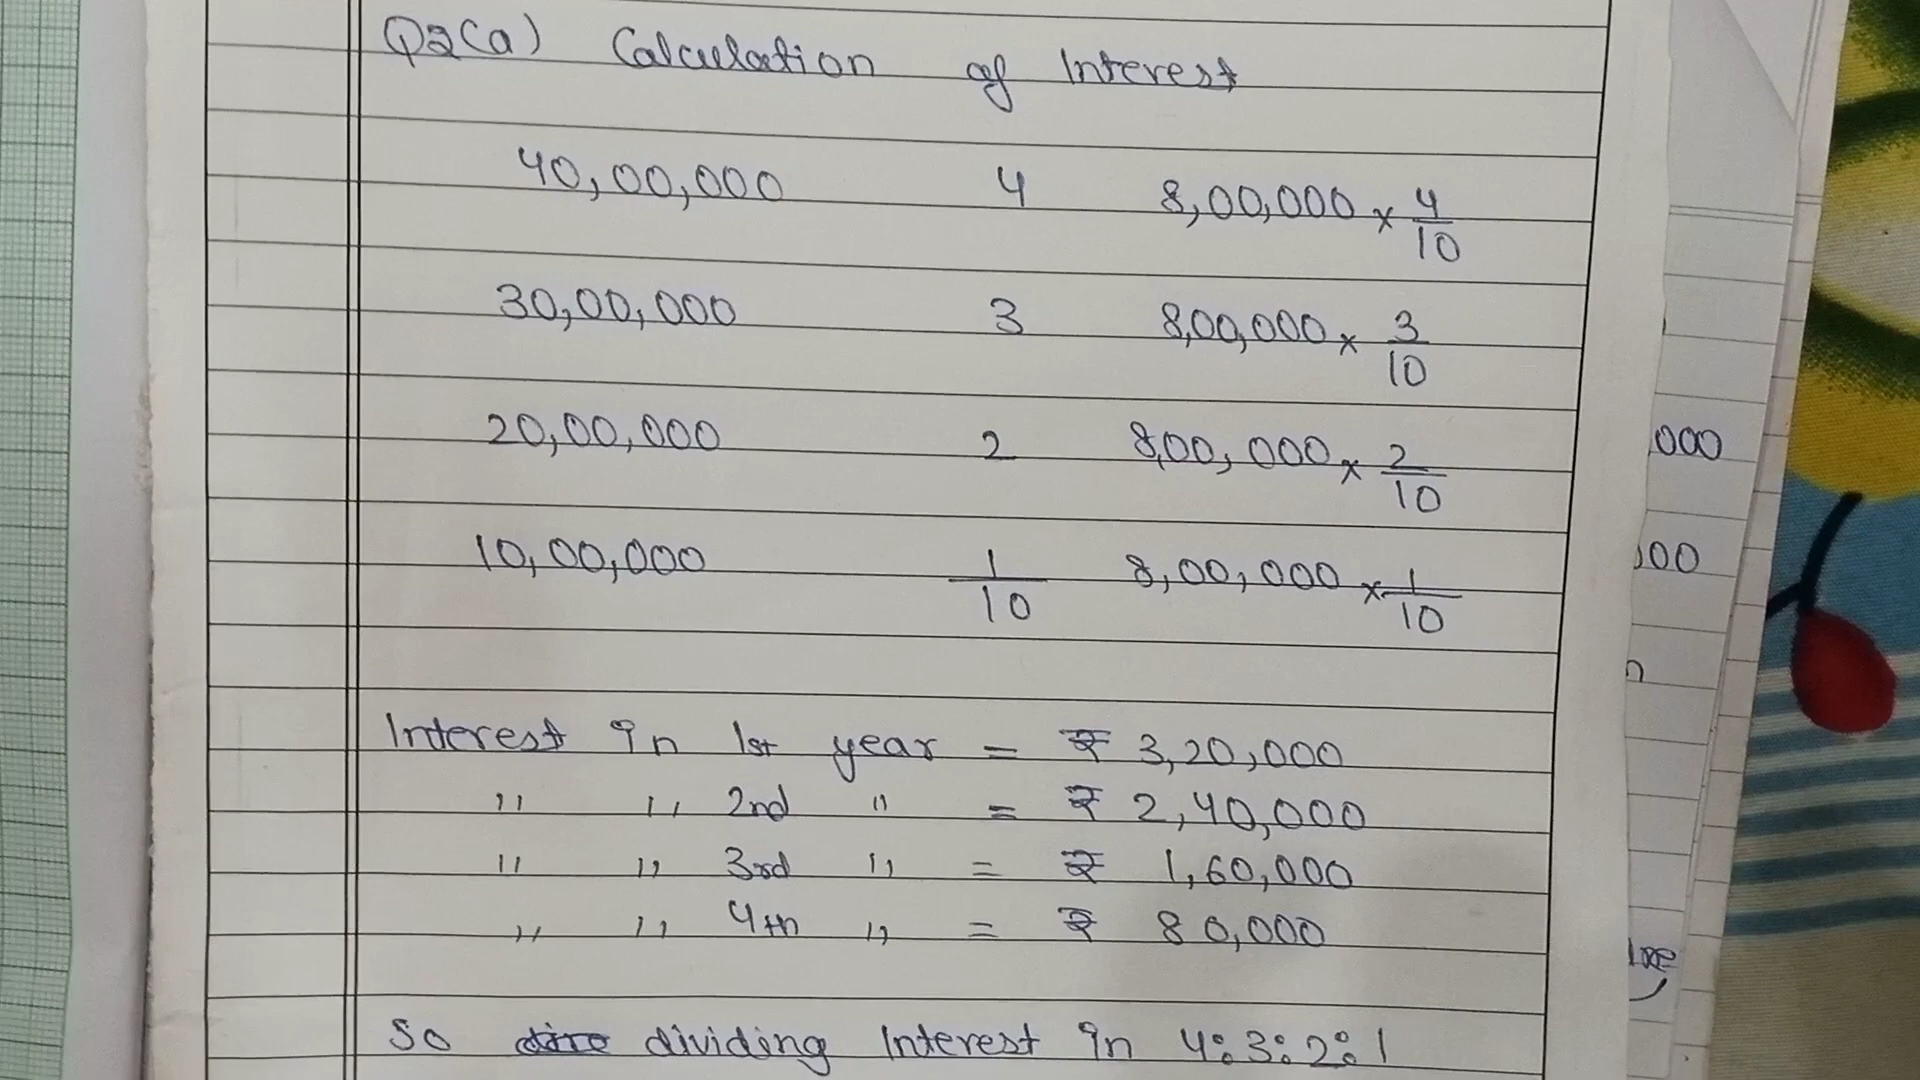 Q2(a) Calculation of Interest
40,00,000 4 8,00,000 x 4/10
30,00,000 3 8,00,000 x 3/10
20,00,000 2 8,00,000 x 2/10
10,00,000 1/10 8,00,000 x 1/10
Interest in 1st year = ₹ 3,20,000
" " 2nd " = ₹ 2,40,000
" " 3rd " = ₹ 1,60,000
" " 4th " = ₹ 80,000
So dividing Interest in 4:3:2:1
000
00
n